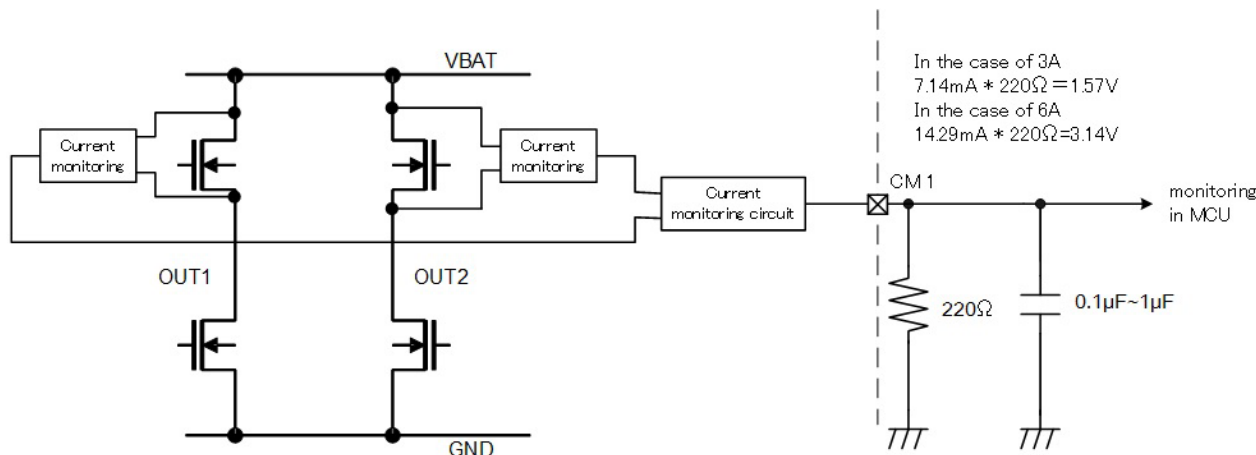 VBAT
In the case of 3A
7.14mA * 220Ω=1.57V
In the case of 6A
14.29mA * 220Ω=3.14V
Current
monitoring
Current
monitoring
Current
monitoring circuit
CM1
monitoring
in MCU
OUT1
OUT2
220Ω
0.1μF~1μF
GND